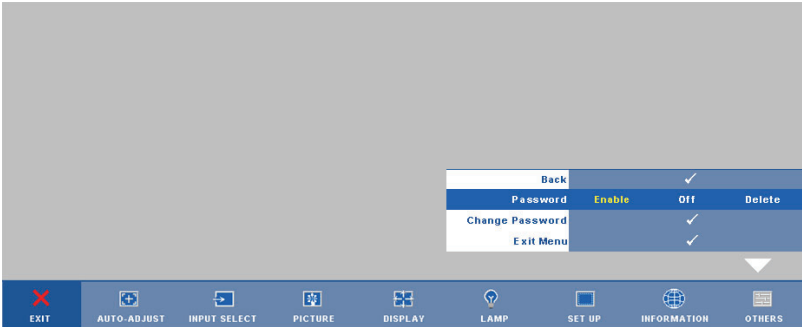 Back
Password Enable Off Delete
Change Password
Exit Menu
EXIT AUTO-ADJUST INPUT SELECT PICTURE DISPLAY LAMP SET UP INFORMATION OTHERS